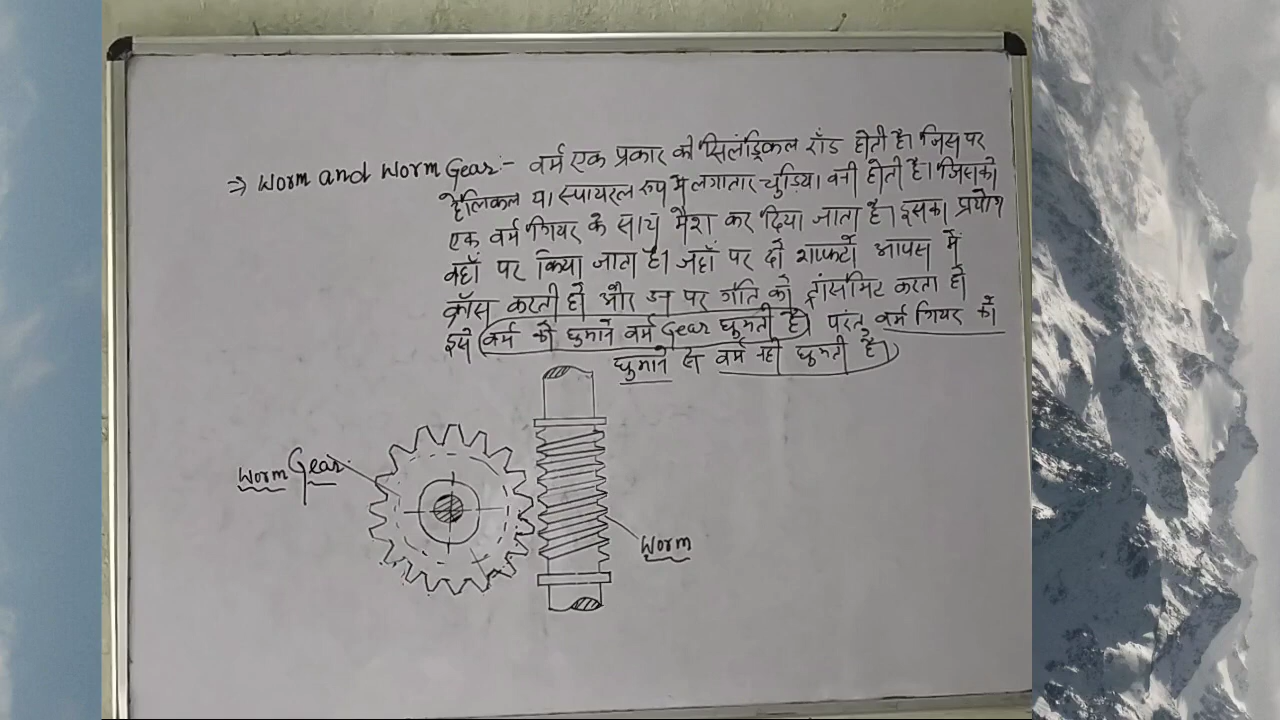 ⇒ Worm and Worm Gear:- वर्म एक प्रकार की सिलंड्रिकल रॉड होती है। जिस पर
हेलिकल या स्पायरल रूप में लगातार चुडिया बनी होती है। जिसको
एक वर्म गियर के साथ मैश कर दिया जाता है। इसका प्रयोग
वहाँ पर किया जाता है। जहाँ पर दो शाफ्टों आपस में
क्रॉस करती हो और उन पर गति को ट्रांसमिट करता हो
इसे वर्म को घुमाने वर्म Gear घुमती है। परंतु वर्म गियर को
घुमाने से वर्म नही घुमती है।
Worm Gear.
Worm